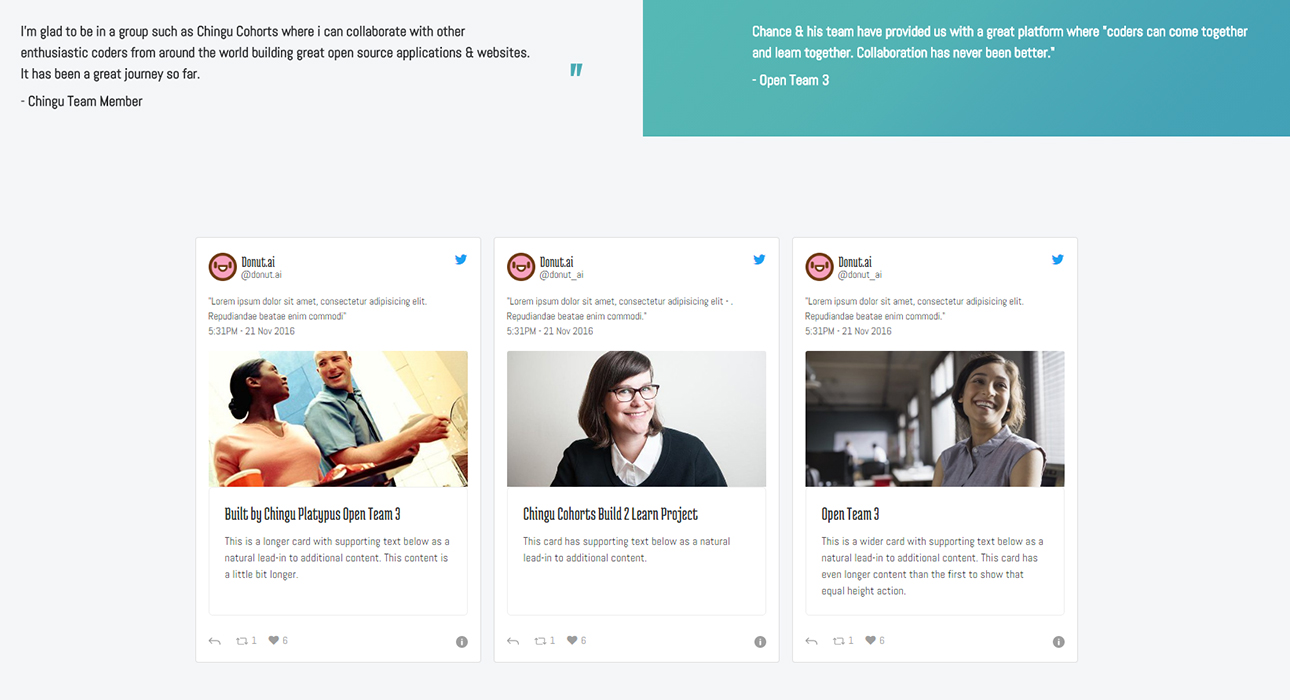 I'm glad to be in a group such as Chingu Cohorts where i can collaborate with other
enthusiastic coders from around the world building great open source applications & websites.
It has been a great journey so far.
"
- Chingu Team Member
Chance & his team have provided us with a great platform where "coders can come together
and learn together. Collaboration has never been better."
- Open Team 3
Donut.ai
@donut.ai
"Lorem ipsum dolor sit amet, consectetur adipisicing elit.
Repudiandae beatae enim commodi"
5:31PM - 21 Nov 2016
Built by Chingu Platypus Open Team 3
This is a longer card with supporting text below as a
natural lead-in to additional content. This content is
a little bit longer.
1 6
Donut.ai
@donut_ai
"Lorem ipsum dolor sit amet, consectetur adipisicing elit - .
Repudiandae beatae enim commodi."
5:31PM - 21 Nov 2016
Chingu Cohorts Build 2 Learn Project
This card has supporting text below as a natural
lead-in to additional content.
1 6
Donut.ai
@donut_ai
"Lorem ipsum dolor sit amet, consectetur adipisicing elit.
Repudiandae beatae enim commodi."
5:31PM - 21 Nov 2016
Open Team 3
This is a wider card with supporting text below as a
natural lead-in to additional content. This card has
even longer content than the first to show that
equal height action.
1 6